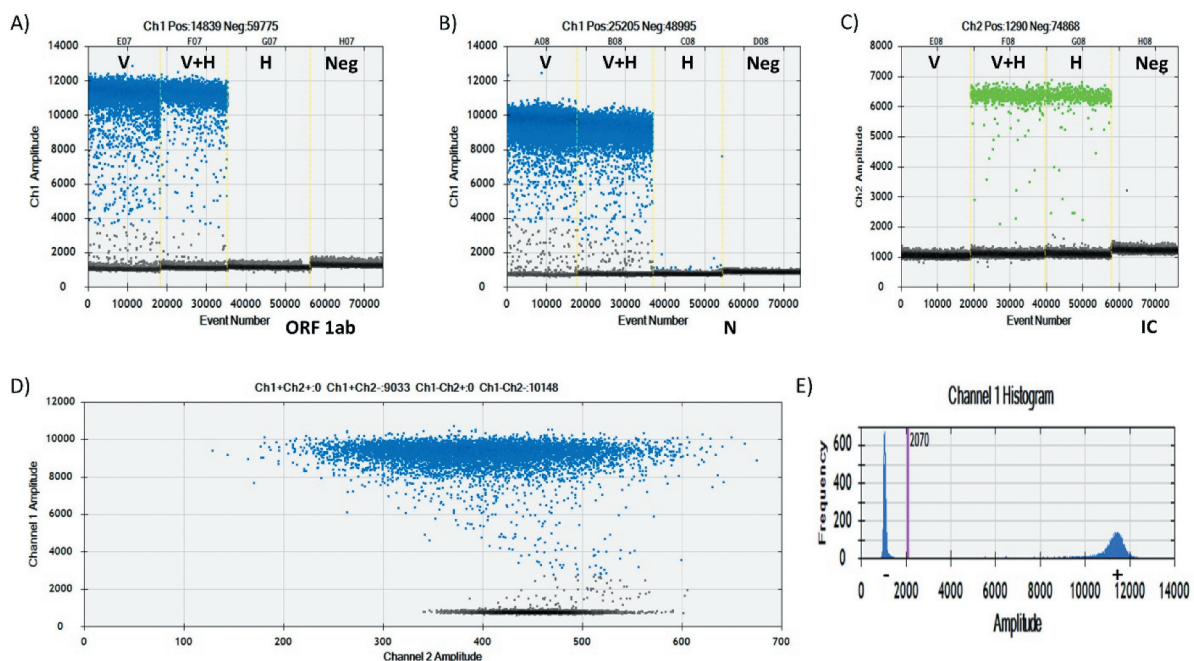 A)
Ch1 Pos:14839 Neg:59775
E07 F07 G07 H07
V V+H H Neg
14000
12000
10000
8000
6000
4000
2000
0
Ch1 Amplitude
0 10000 20000 30000 40000 50000 60000 70000
Event Number
ORF 1ab
B)
Ch1 Pos:25205 Neg:48995
A08 B08 C08 D08
V V+H H Neg
14000
12000
10000
8000
6000
4000
2000
0
Ch1 Amplitude
0 10000 20000 30000 40000 50000 60000 70000
Event Number
N
C)
Ch2 Pos:1290 Neg:74868
E08 F08 G08 H08
V V+H H Neg
8000
7000
6000
5000
4000
3000
2000
1000
0
Ch2 Amplitude
0 10000 20000 30000 40000 50000 60000 70000
Event Number
IC
D)
Ch1+Ch2+:0 Ch1+Ch2-:9033 Ch1-Ch2+:0 Ch1-Ch2-:10148
12000
10000
8000
6000
4000
2000
0
Channel 1 Amplitude
0 100 200 300 400 500 600 700
Channel 2 Amplitude
E)
Channel 1 Histogram
2070
600
400
200
0
Frequency
- +
0 2000 4000 6000 8000 10000 12000 14000
Amplitude